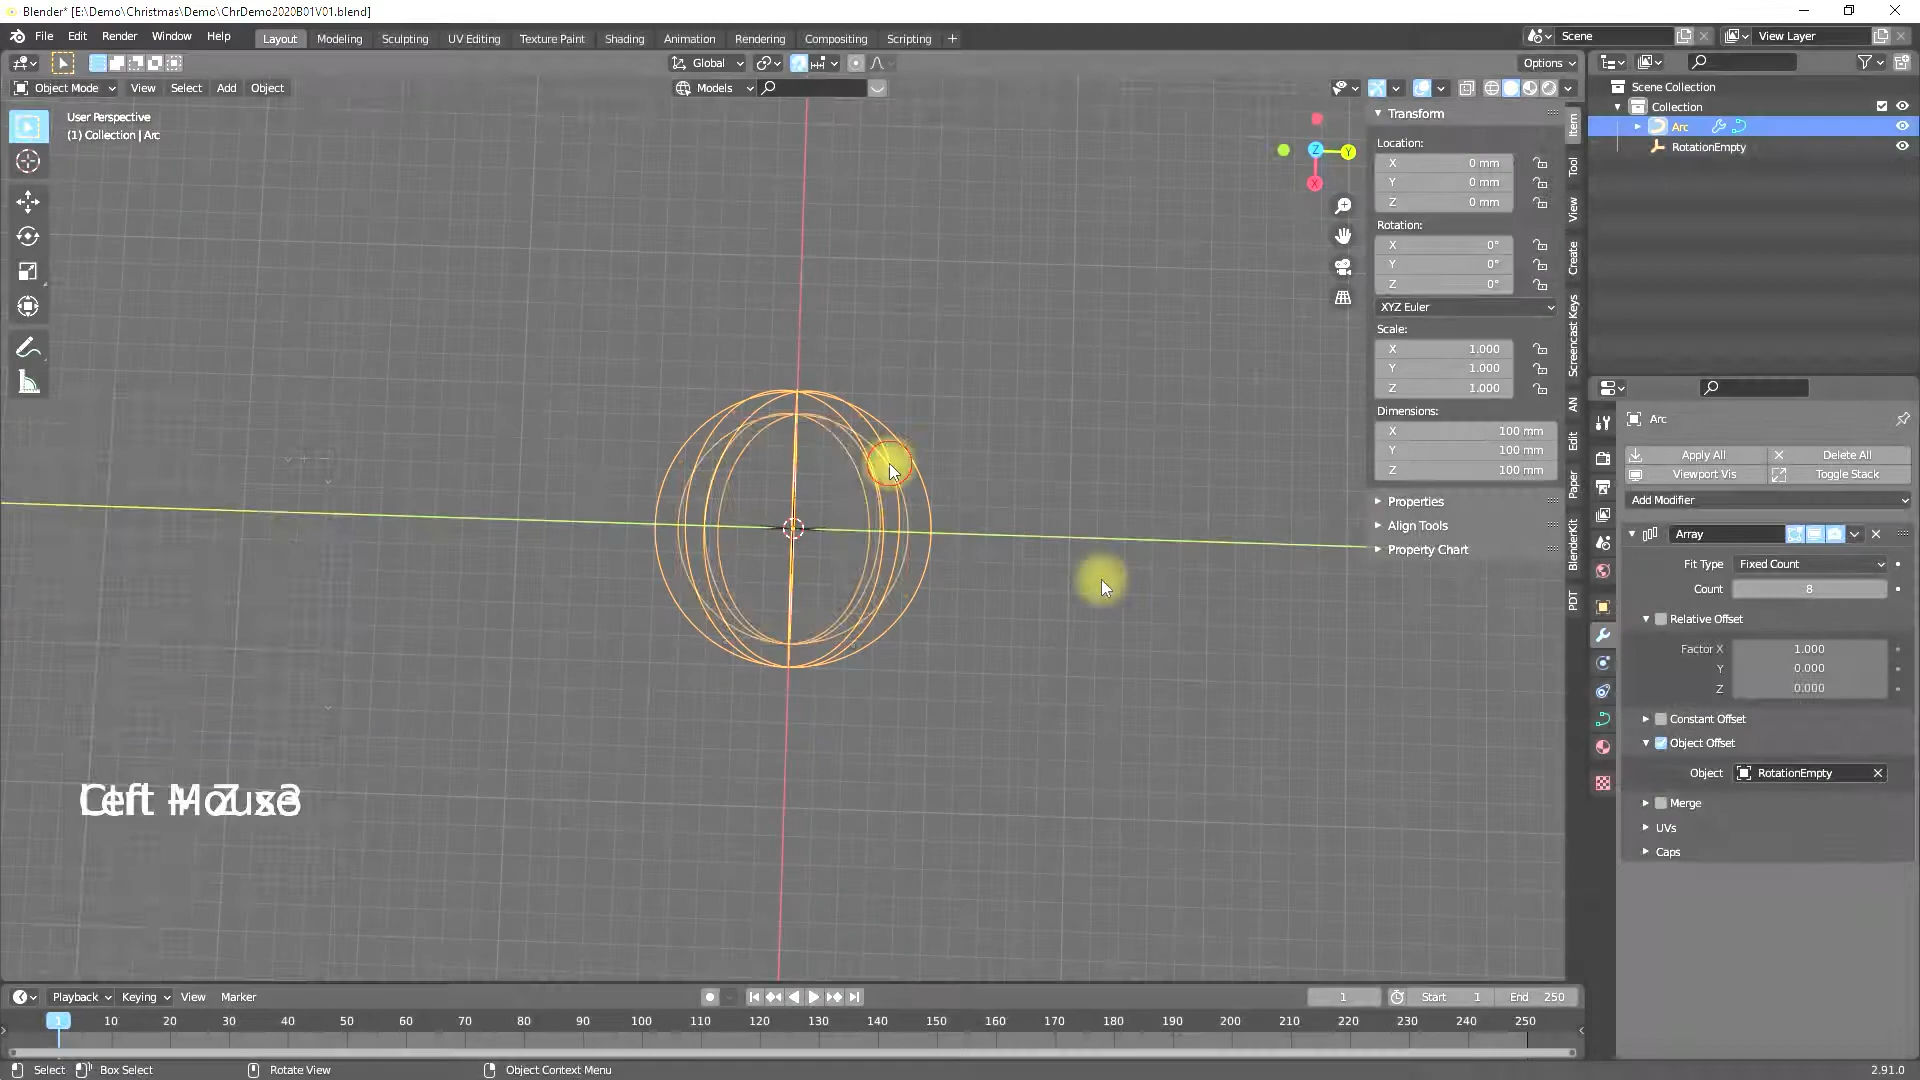 Blender* [E:\Demo\Christmas\Demo\ChrDemo2020B01V01.blend]
File Edit Render Window Help Layout Modeling Sculpting UV Editing Texture Paint Shading Animation Rendering Compositing Scripting + Scene View Layer
Global Options
Object Mode View Select Add Object Models
User Perspective
(1) Collection | Arc
Scene Collection
Collection
Arc
RotationEmpty
Transform
Location:
X 0 mm
Y 0 mm
Z 0 mm
Rotation:
X 0°
Y 0°
Z 0°
XYZ Euler
Scale:
X 1.000
Y 1.000
Z 1.000
Dimensions:
X 100 mm
Y 100 mm
Z 100 mm
Properties
Align Tools
Property Chart
Item
Tool
View
Create
Screencast Keys
AN
Edit
Paper
BlenderKit
PDT
Z Y
X
Arc
Apply All Delete All
Viewport Vis Toggle Stack
Add Modifier
Array
Fit Type Fixed Count
Count 8
Relative Offset
Factor X 1.000
Y 0.000
Z 0.000
Constant Offset
Object Offset
Object RotationEmpty
Merge
UVs
Caps
Left Mouse
Playback Keying View Marker 1 Start 1 End 250
1 10 20 30 40 50 60 70 80 90 100 110 120 130 140 150 160 170 180 190 200 210 220 230 240 250
Select Box Select Rotate View Object Context Menu 2.91.0